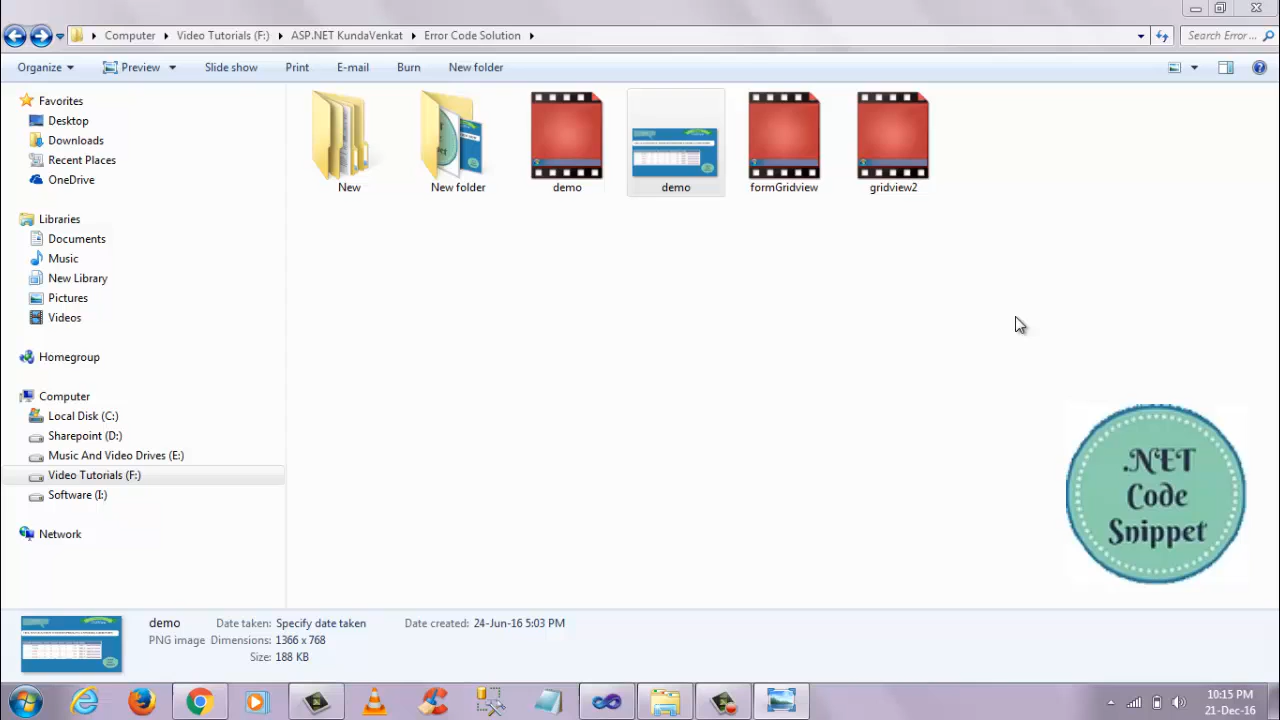 Computer Video Tutorials (F:) ASP.NET KundaVenkat Error Code Solution Search Error...
Organize Preview Slide show Print E-mail Burn New folder
Favorites
Desktop
Downloads
Recent Places
OneDrive
Libraries
Documents
Music
New Library
Pictures
Videos
Homegroup
Computer
Local Disk (C:)
Sharepoint (D:)
Music And Video Drives (E:)
Video Tutorials (F:)
Software (I:)
Network
New New folder demo demo formGridview gridview2
.NET
Code
Snippet
demo Date taken: Specify date taken Date created: 24-Jun-16 5:03 PM
PNG image Dimensions: 1366 x 768
Size: 188 KB
10:15 PM
21-Dec-16